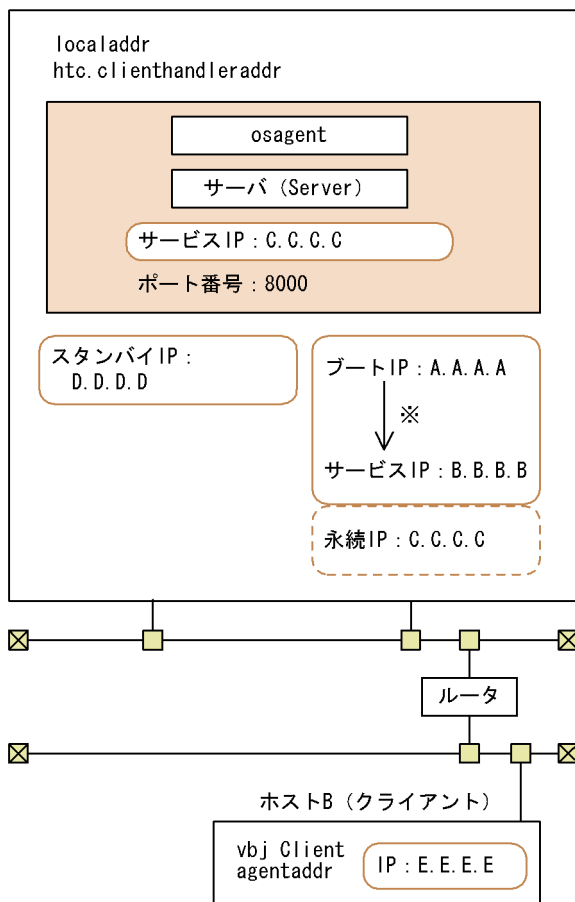 localaddr
htc.clienthandleraddr
osagent
サーバ（Server）
サービスIP：C.C.C.C
ポート番号：8000
スタンバイIP：
D.D.D.D
ブートIP：A.A.A.A
※
サービスIP：B.B.B.B
永続IP：C.C.C.C
ルータ
ホストB（クライアント）
vbj Client
agentaddr
IP：E.E.E.E